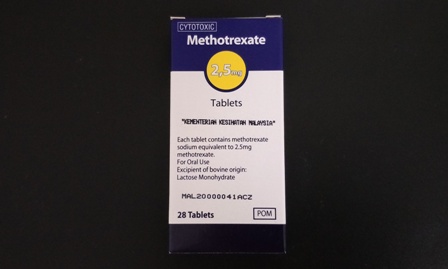 CYTOTOXIC
Methotrexate
2,5mg
Tablets
"KEMENTERIAN KESIHATAN MALAYSIA"
Each tablet contains methotrexate
sodium equivalent to 2.5mg
methotrexate.
For Oral Use
Excipient of bovine origin:
Lactose Monohydrate
MAL20000041ACZ
28 Tablets
POM